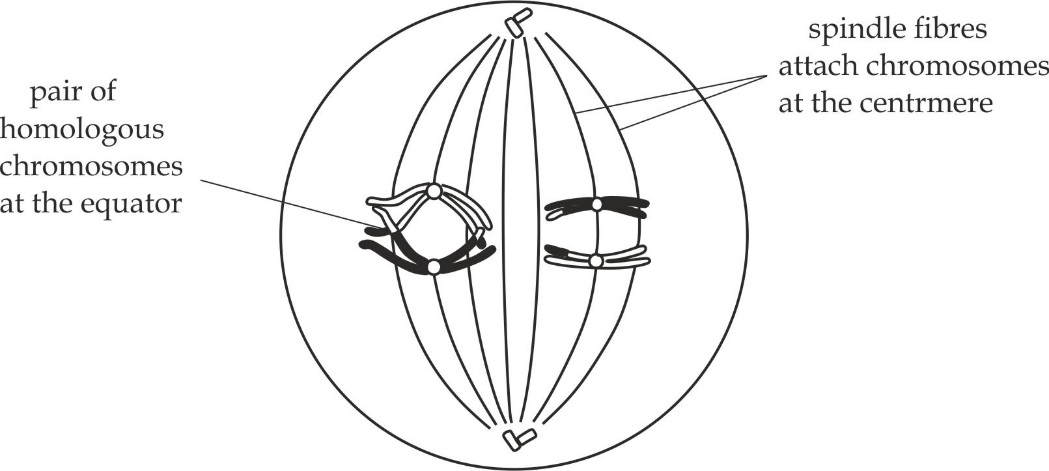 pair of
homologous
chromosomes
at the equator
spindle fibres
attach chromosomes
at the centrmere